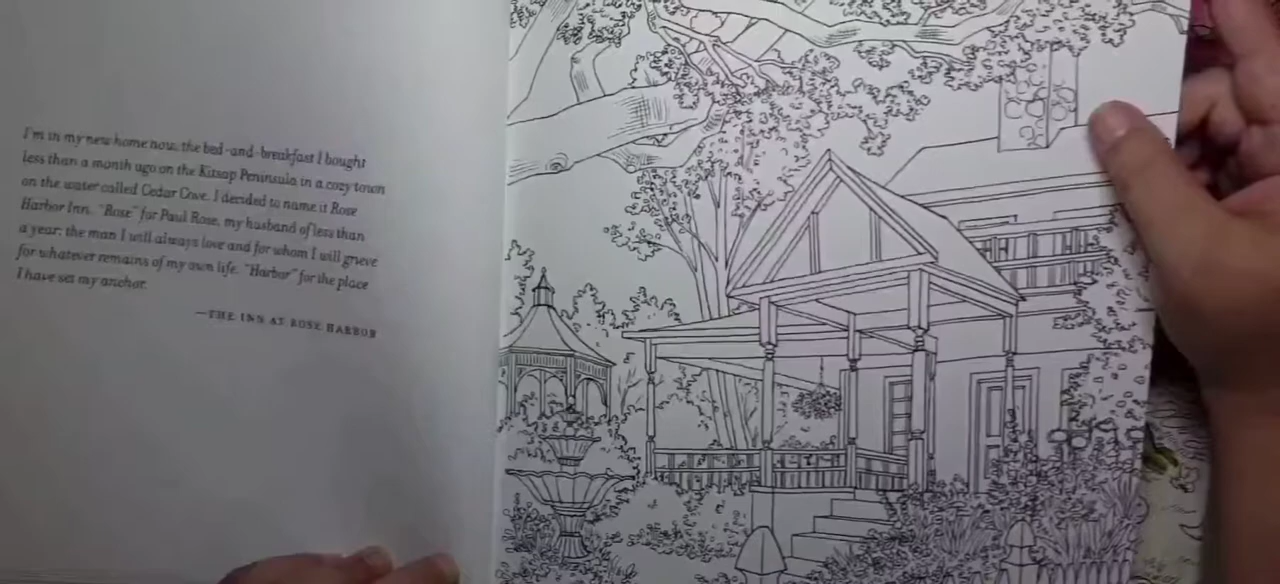 I'm in my new home now, the bed-and-breakfast I bought
less than a month ago on the Kitsap Peninsula in a cozy town
on the water called Cedar Cove. I decided to name it Rose
Harbor Inn. "Rose" for Paul Rose, my husband of less than
a year; the man I will always love and for whom I will grieve
for whatever remains of my own life. "Harbor" for the place
I have set my anchor.
—THE INN AT ROSE HARBOR